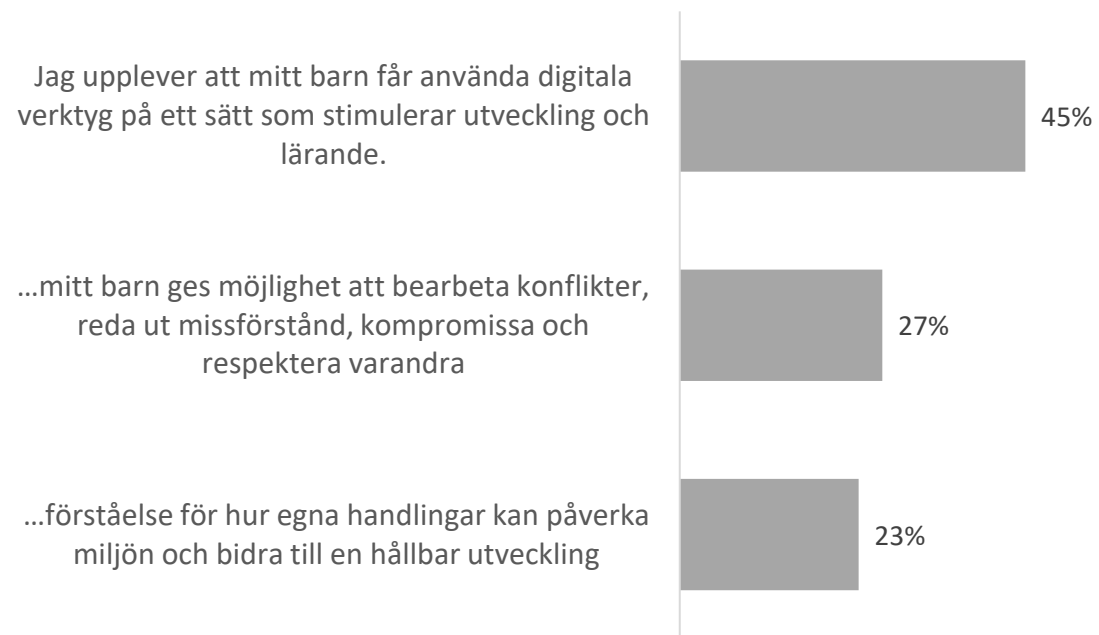 Jag upplever att mitt barn får använda digitala
verktyg på ett sätt som stimulerar utveckling och
lärande.
45%
…mitt barn ges möjlighet att bearbeta konflikter,
reda ut missförstånd, kompromissa och
respektera varandra
27%
…förståelse för hur egna handlingar kan påverka
miljön och bidra till en hållbar utveckling
23%